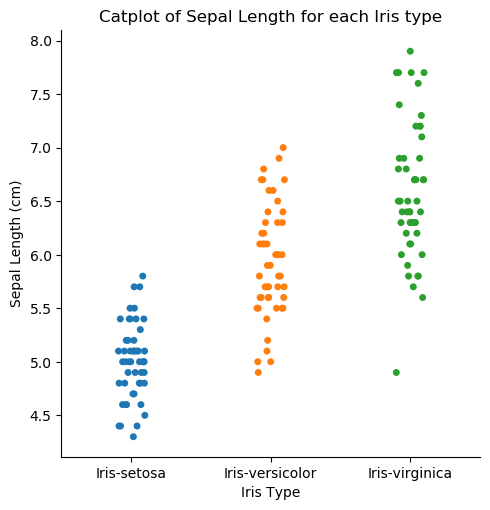 Catplot of Sepal Length for each Iris type
8.0
7.5
7.0
6.5
6.0
5.5
5.0
4.5
Sepal Length (cm)
Iris-setosa Iris-versicolor Iris-virginica
Iris Type